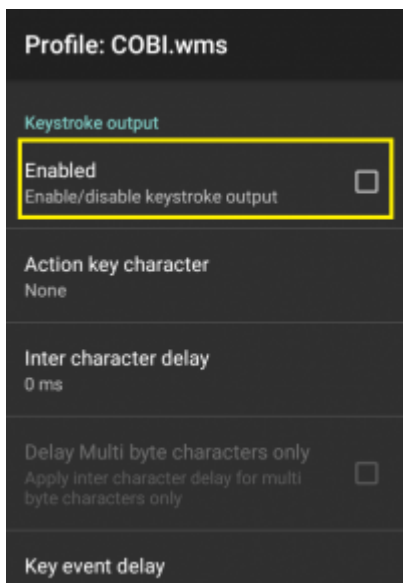 Profile: COBI.wms
Keystroke output
Enabled
Enable/disable keystroke output
Action key character
None
Inter character delay
0 ms
Delay Multi byte characters only
Apply inter character delay for multi
byte characters only
Key event delay